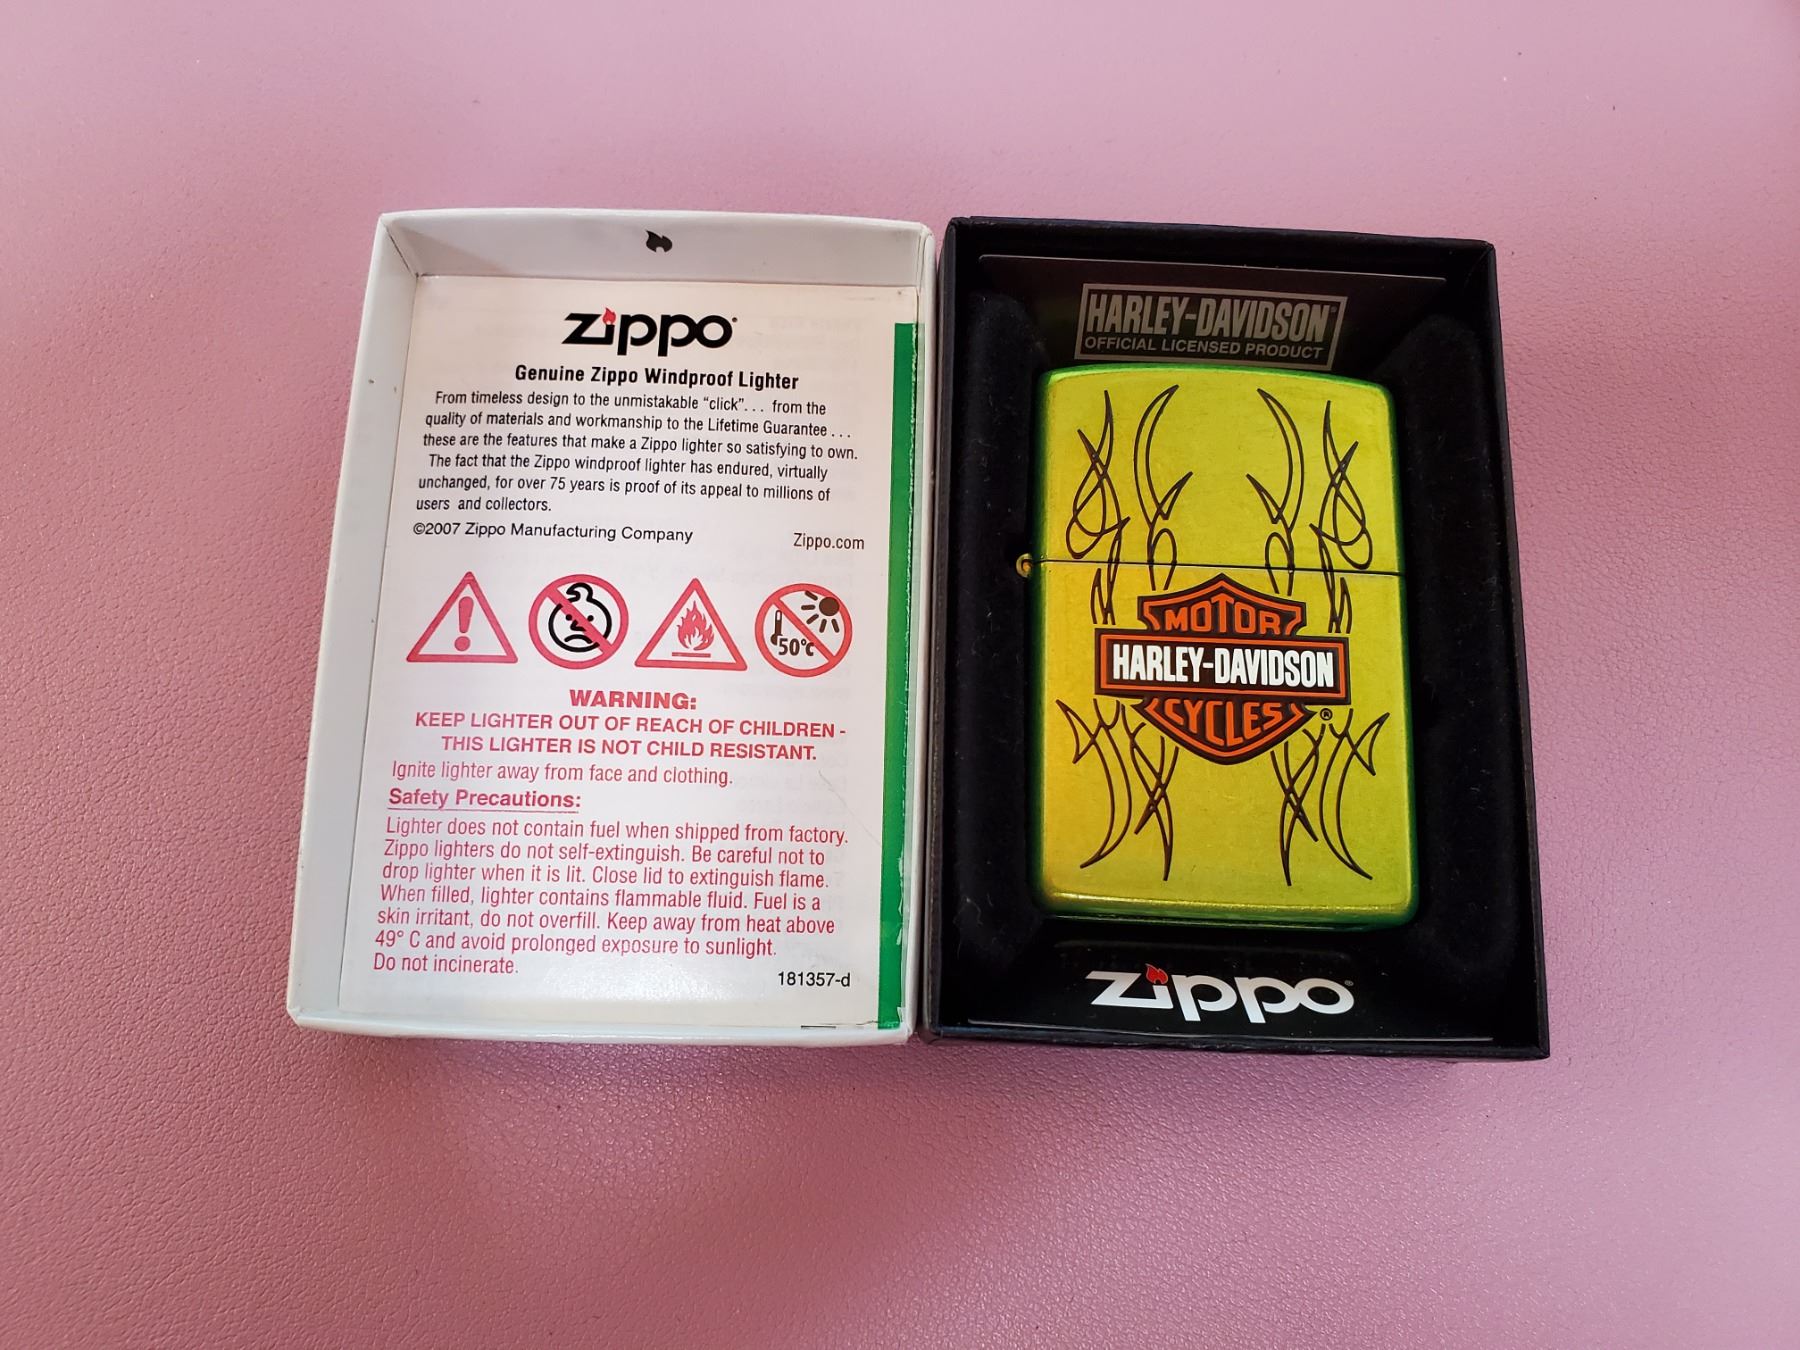 zippo
Genuine Zippo Windproof Lighter
From timeless design to the unmistakable “click”. . . from the
quality of materials and workmanship to the Lifetime Guarantee . . .
these are the features that make a Zippo lighter so satisfying to own.
The fact that the Zippo windproof lighter has endured, virtually
unchanged, for over 75 years is proof of its appeal to millions of
users and collectors.
©2007 Zippo Manufacturing Company Zippo.com
50°C
WARNING:
KEEP LIGHTER OUT OF REACH OF CHILDREN -
THIS LIGHTER IS NOT CHILD RESISTANT.
Ignite lighter away from face and clothing.
Safety Precautions:
Lighter does not contain fuel when shipped from factory.
Zippo lighters do not self-extinguish. Be careful not to
drop lighter when it is lit. Close lid to extinguish flame.
When filled, lighter contains flammable fluid. Fuel is a
skin irritant, do not overfill. Keep away from heat above
49° C and avoid prolonged exposure to sunlight.
Do not incinerate.
181357-d
HARLEY-DAVIDSON®
OFFICIAL LICENSED PRODUCT
MOTOR
HARLEY-DAVIDSON
CYCLES®
zippo®